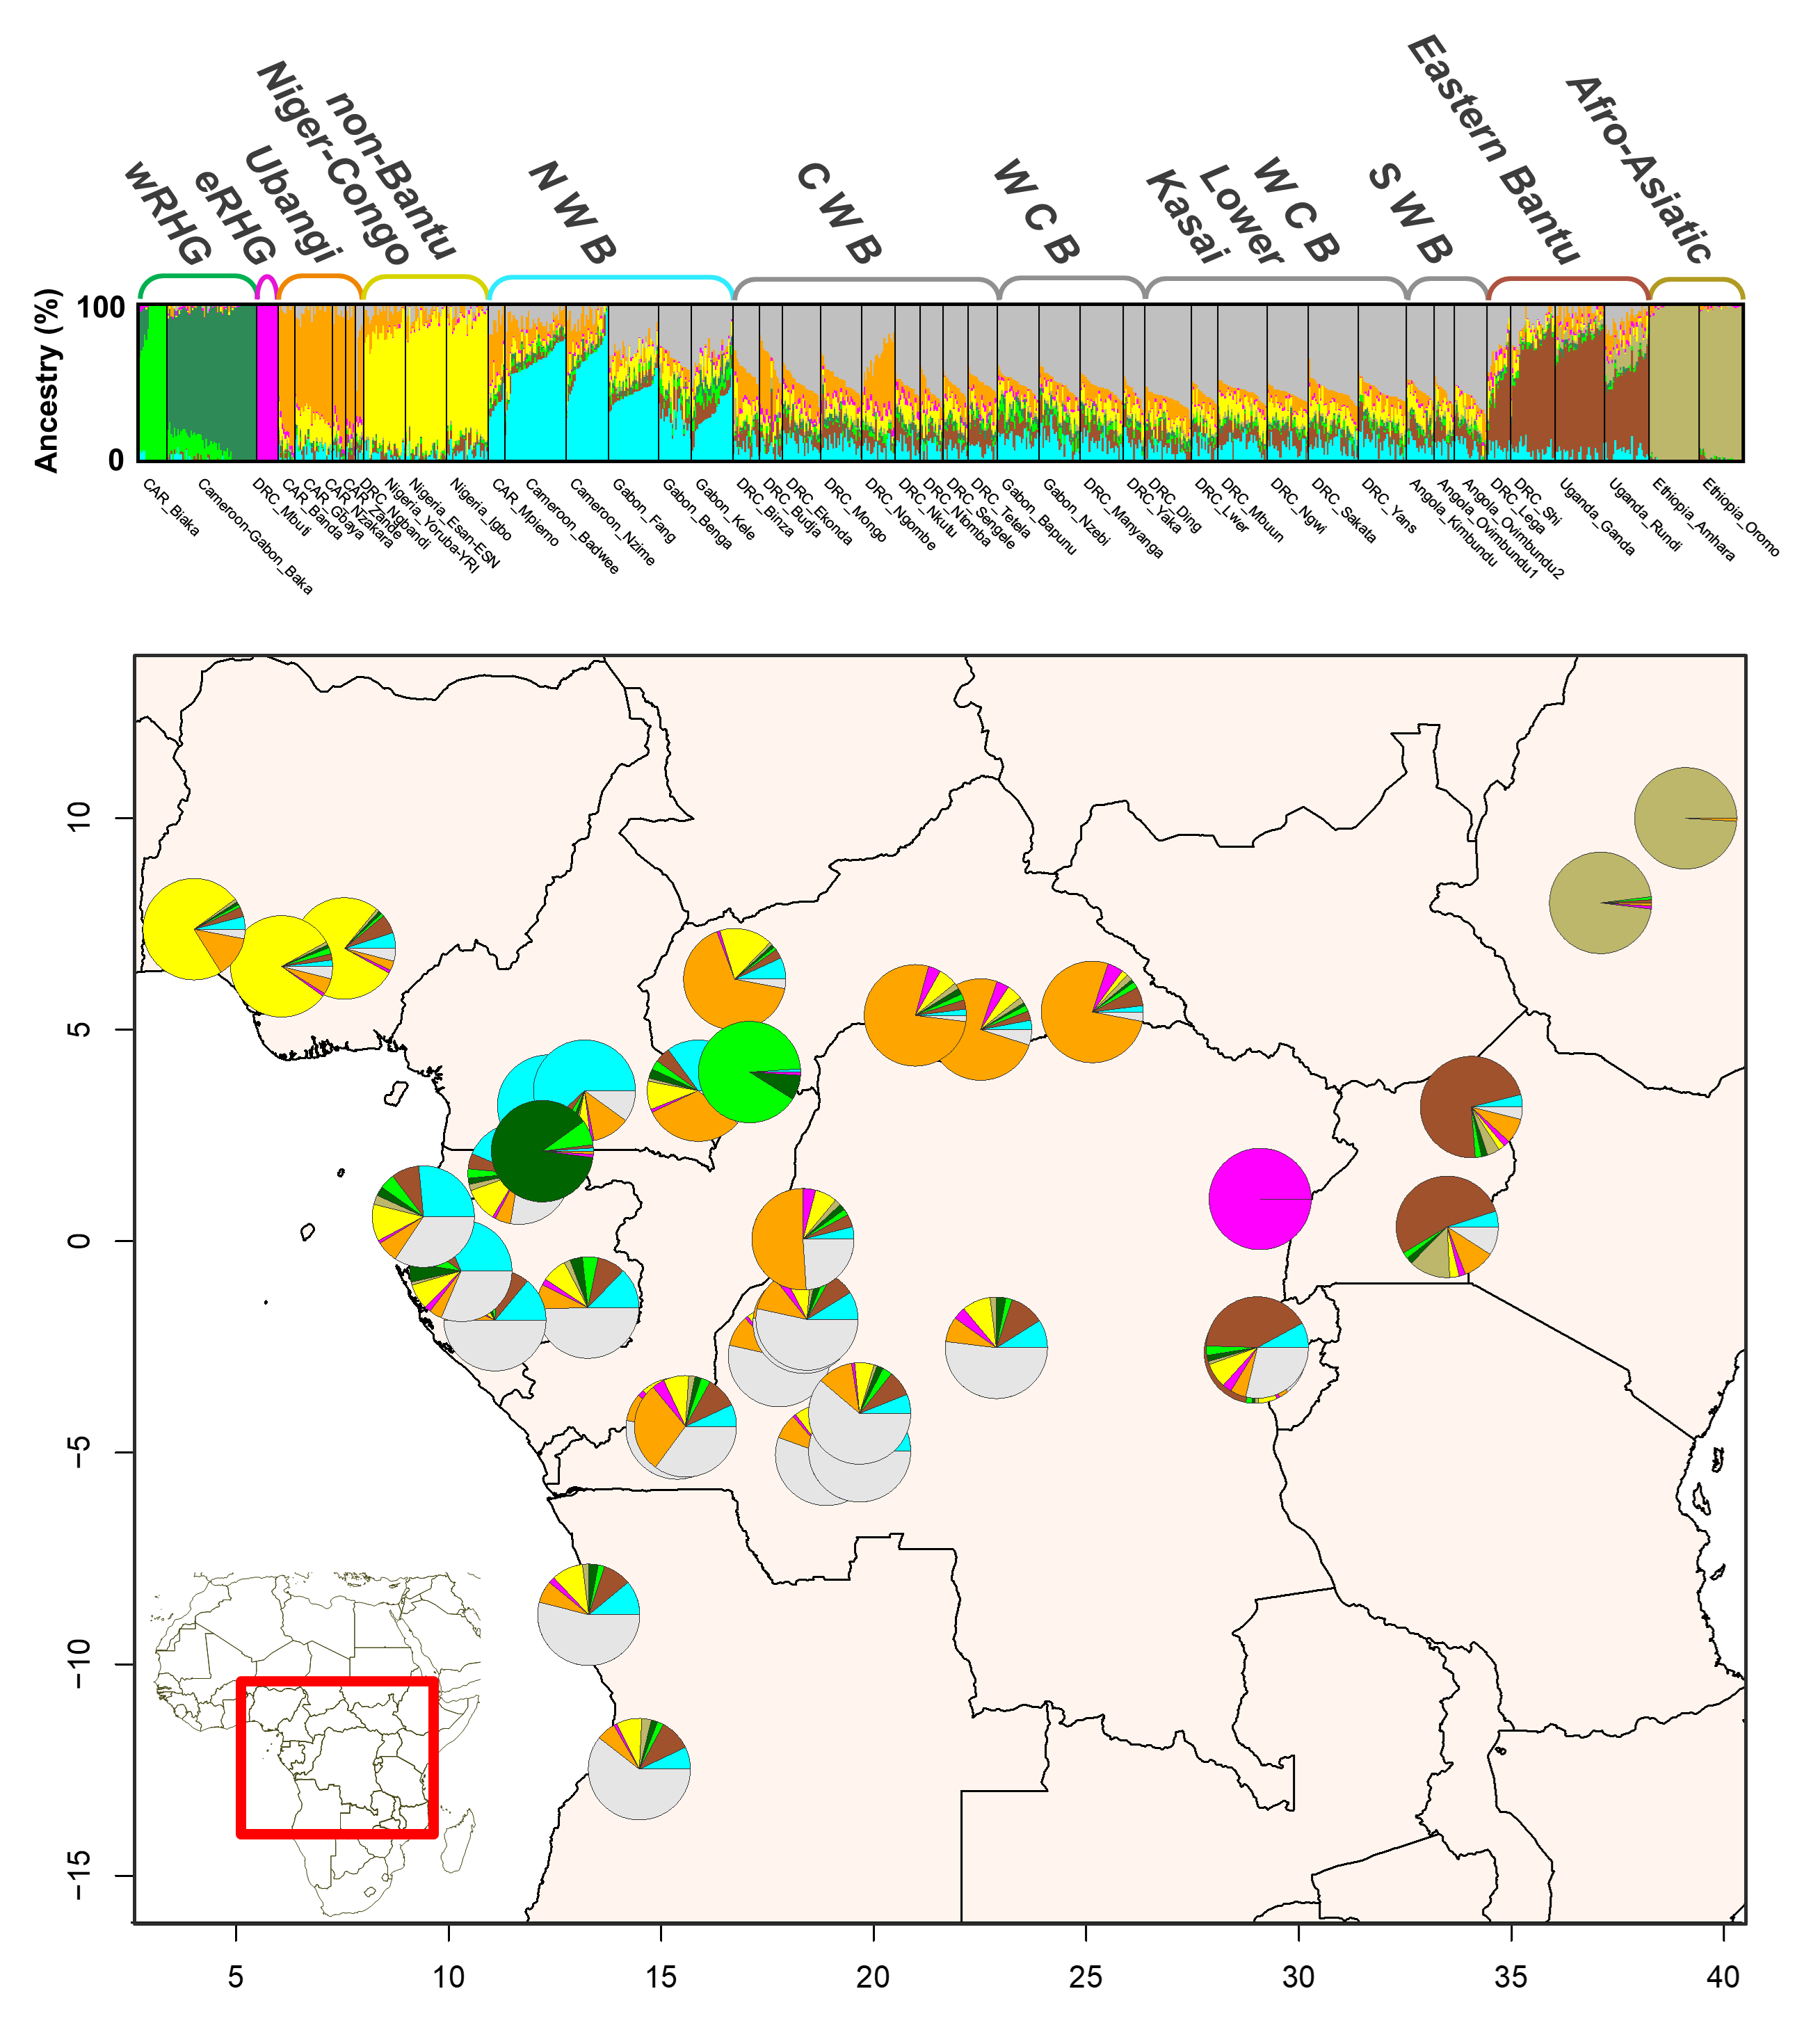 wRHG
eRHG
Ubangi
Niger-Congo
non-Bantu
N W B
C W B
W C B
Kasai
Lower
W C B
S W B
Eastern Bantu
Afro-Asiatic
Ancestry (%)
100
0
CAR_Biaka
Cameroon-Gabon_Baka
DRC_Mbuti
CAR_Banda
CAR_Gbaya
CAR_Nzakara
CAR_Zande
DRC_Ngbandi
Nigeria_Yoruba-YRI
Nigeria_Esan-ESN
Nigeria_Igbo
CAR_Mpiemo
Cameroon_Badwee
Cameroon_Nzime
Gabon_Fang
Gabon_Benga
Gabon_Kele
DRC_Binza
DRC_Budja
DRC_Ekonda
DRC_Mongo
DRC_Ngombe
DRC_Nkutu
DRC_Ntomba
DRC_Sengele
DRC_Tetela
Gabon_Bapunu
Gabon_Nzebi
DRC_Manyanga
DRC_Yaka
DRC_Ding
DRC_LWer
DRC_Mbuun
DRC_Ngwi
DRC_Sakata
DRC_Yans
Angola_Kimbundu
Angola_Ovimbundu1
Angola_Ovimbundu2
DRC_Lega
DRC_Shi
Uganda_Ganda
Uganda_Rundi
Ethiopia_Amhara
Ethiopia_Oromo
10
5
0
−5
−10
−15
5
10
15
20
25
30
35
40